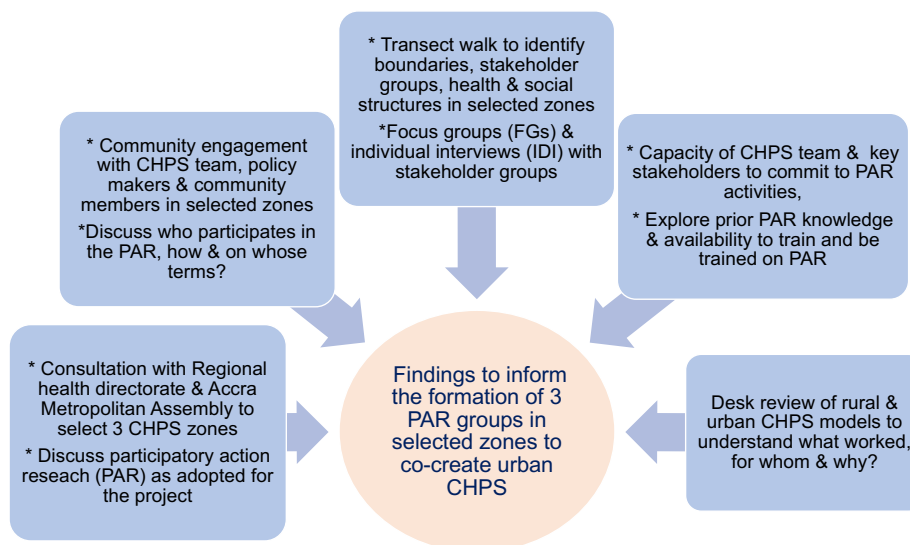 * Transect walk to identify
boundaries, stakeholder
groups, health & social
structures in selected zones
*Focus groups (FGs) &
individual interviews (IDI) with
stakeholder groups
* Community engagement
with CHPS team, policy
makers & community
members in selected zones
*Discuss who participates in
the PAR, how & on whose
terms?
* Capacity of CHPS team & key
stakeholders to commit to PAR
activities,
* Explore prior PAR knowledge
& availability to train and be
trained on PAR
* Consultation with Regional
health directorate & Accra
Metropolitan Assembly to
select 3 CHPS zones
* Discuss participatory action
reseach (PAR) as adopted for
the project
Findings to inform
the formation of 3
PAR groups in
selected zones to
co-create urban
CHPS
Desk review of rural &
urban CHPS models to
understand what worked,
for whom & why?